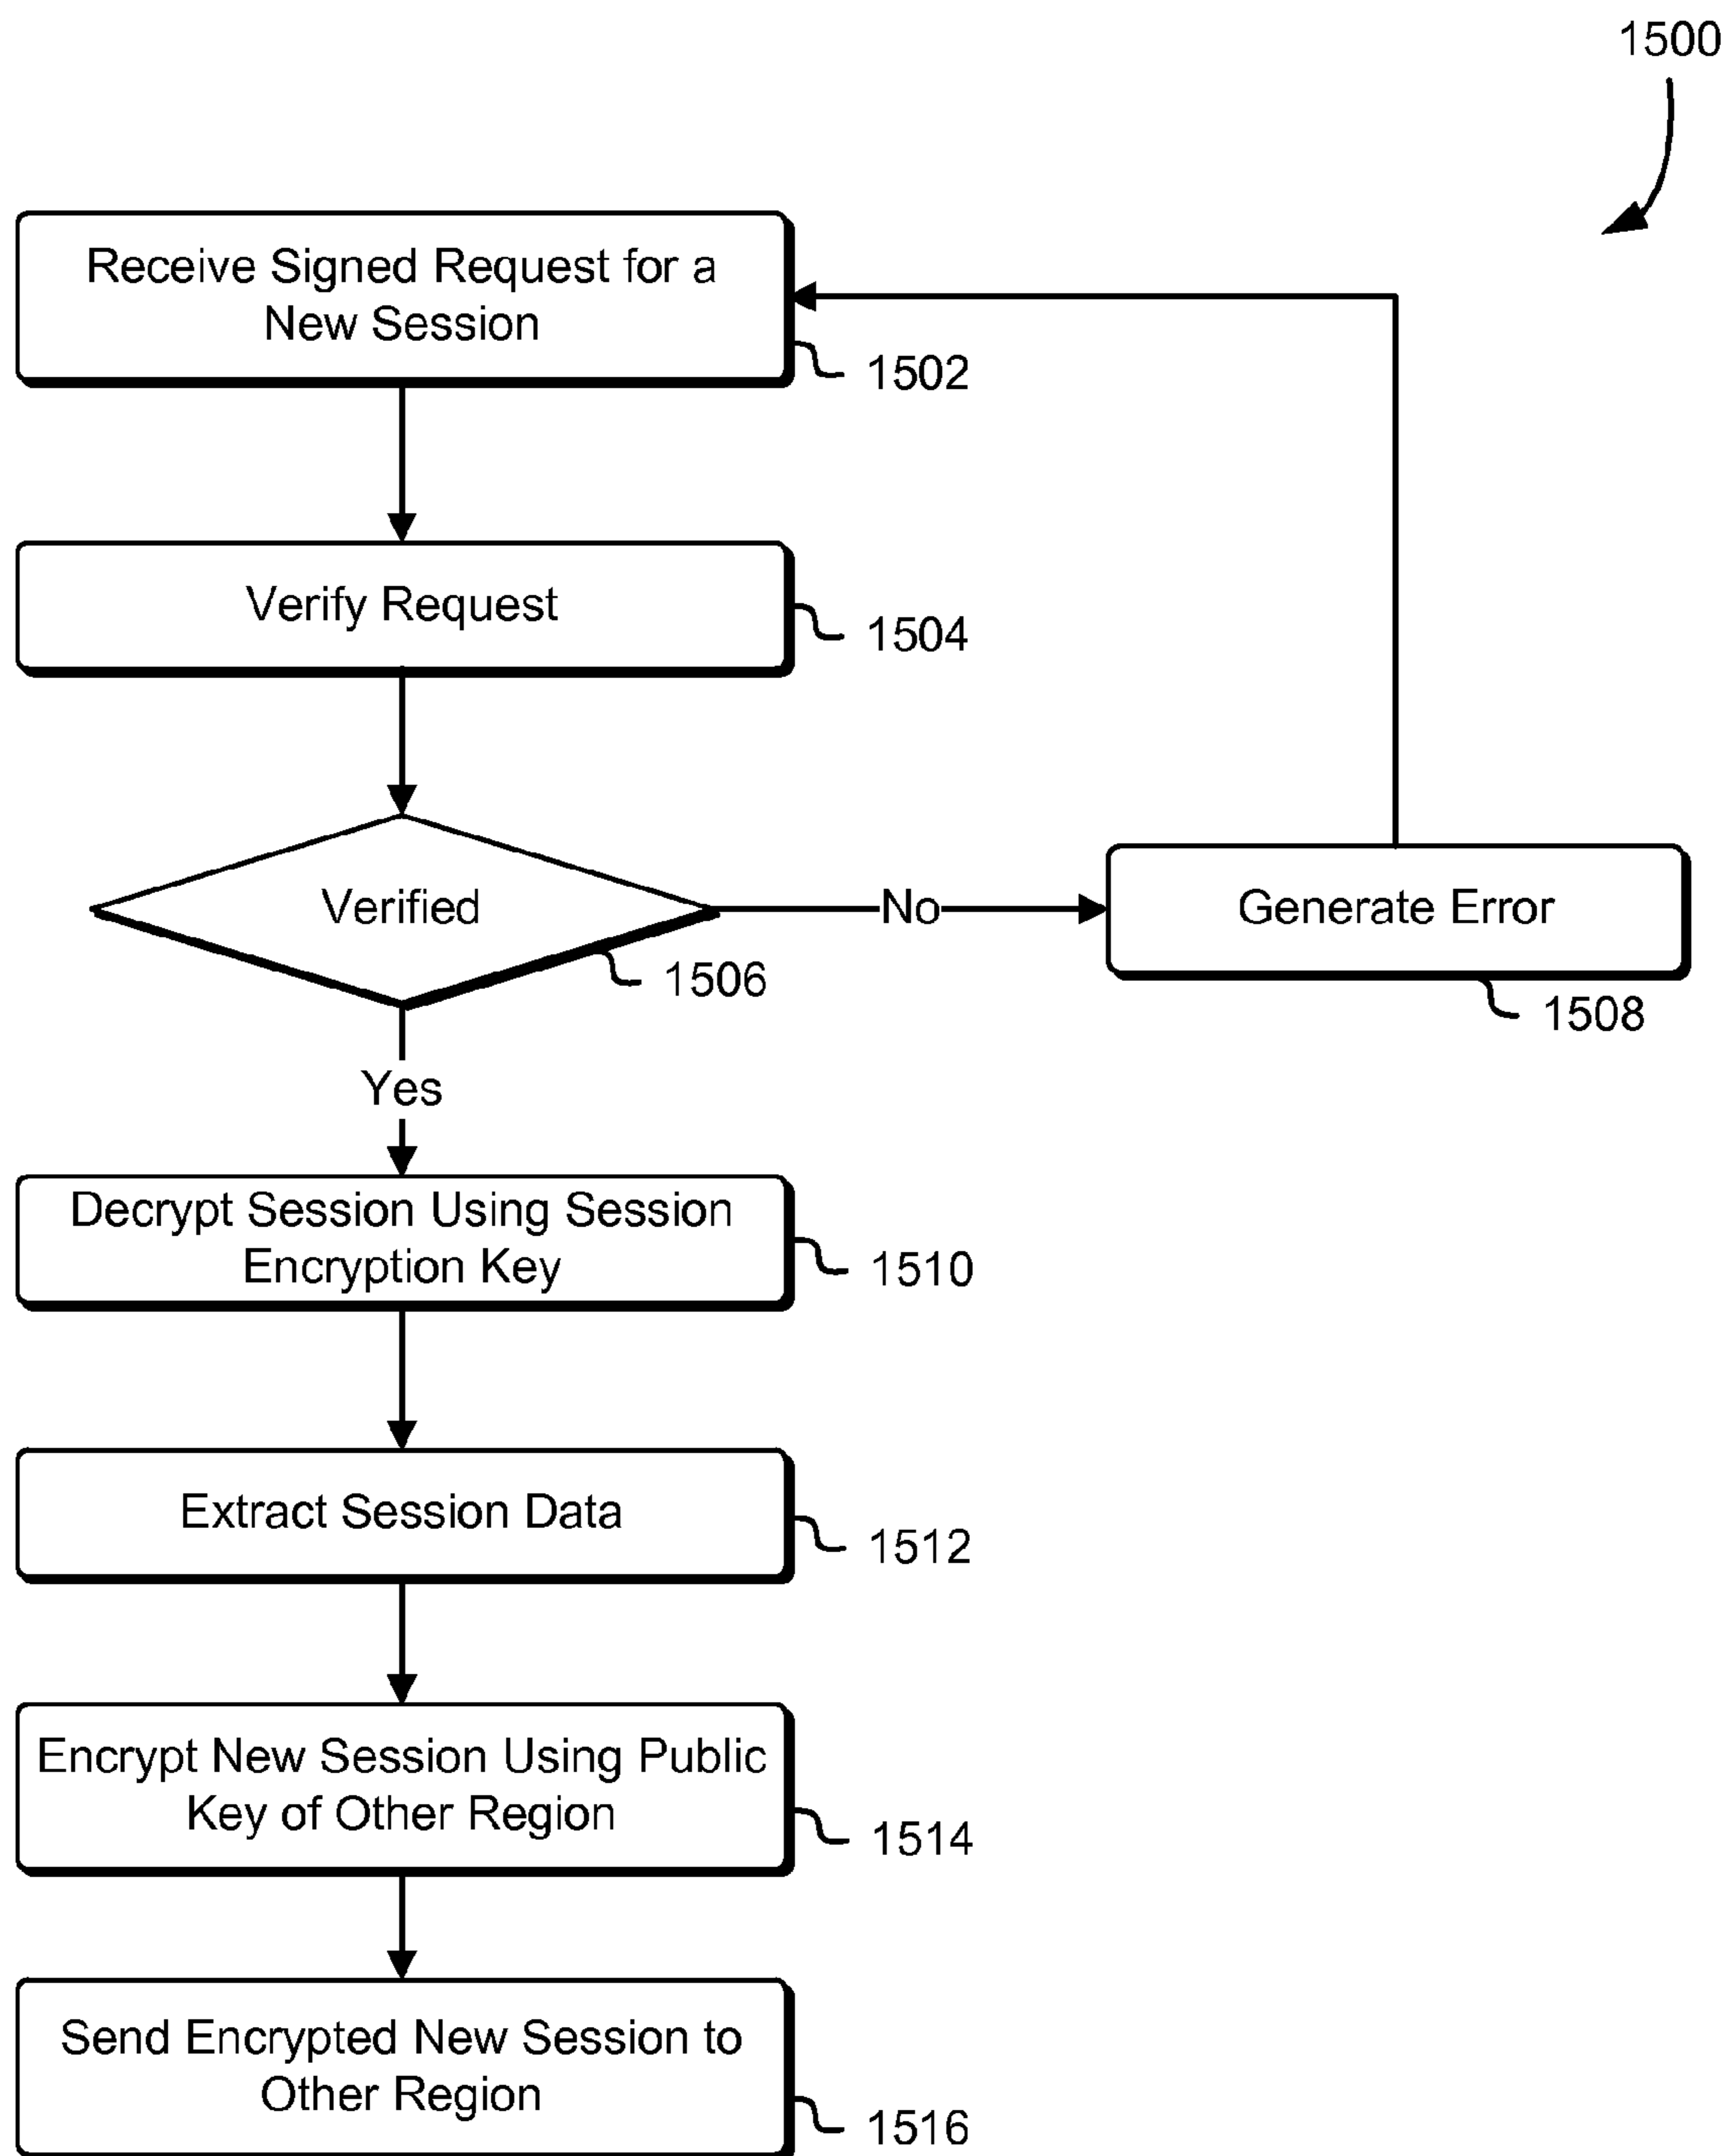 1500
Receive Signed Request for a
New Session
1502
Verify Request
1504
Verified
No
Generate Error
1506
1508
Yes
Decrypt Session Using Session
Encryption Key
1510
Extract Session Data
1512
Encrypt New Session Using Public
Key of Other Region
1514
Send Encrypted New Session to
Other Region
1516